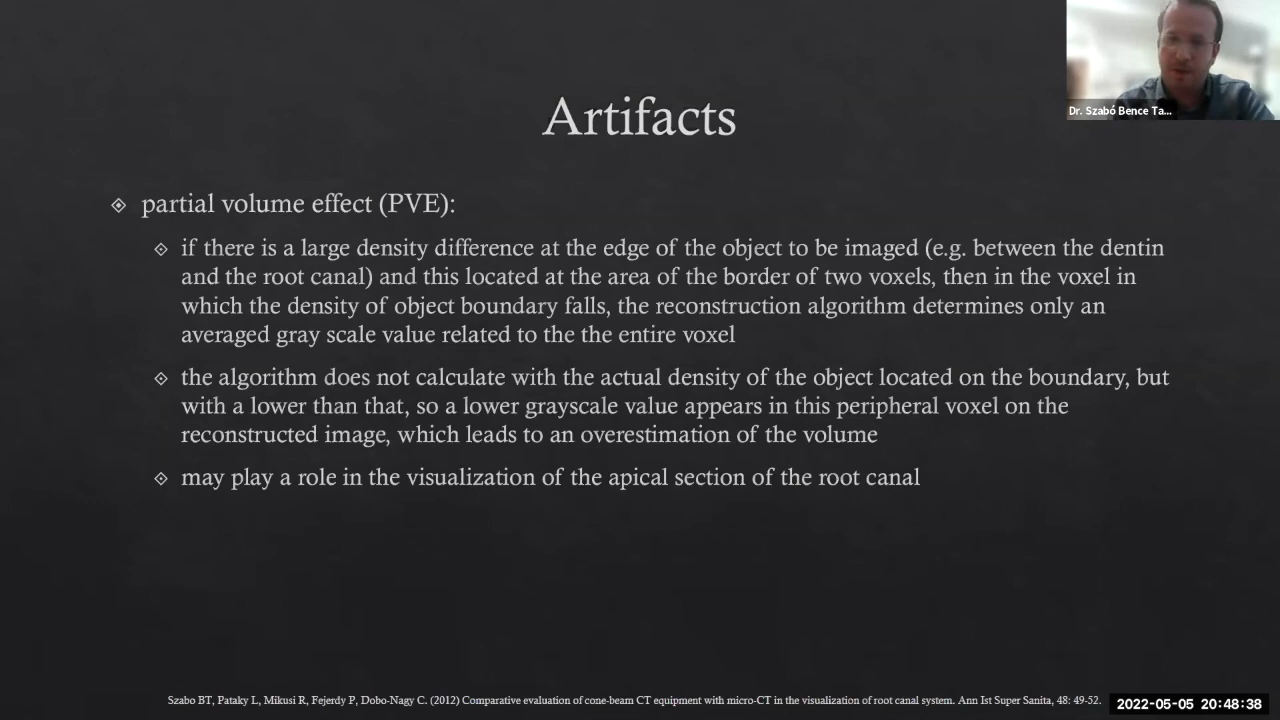 Dr. Szabó Bence Ta...
Artifacts
partial volume effect (PVE):
if there is a large density difference at the edge of the object to be imaged (e.g. between the dentin
and the root canal) and this located at the area of the border of two voxels, then in the voxel in
which the density of object boundary falls, the reconstruction algorithm determines only an
averaged gray scale value related to the the entire voxel
the algorithm does not calculate with the actual density of the object located on the boundary, but
with a lower than that, so a lower grayscale value appears in this peripheral voxel on the
reconstructed image, which leads to an overestimation of the volume
may play a role in the visualization of the apical section of the root canal
Szabo BT, Pataky L, Mikusi R, Fejerdy P, Dobo-Nagy C. (2012) Comparative evaluation of cone-beam CT equipment with micro-CT in the visualization of root canal system. Ann Ist Super Sanita, 48: 49-52.
2022-05-05 20:48:38